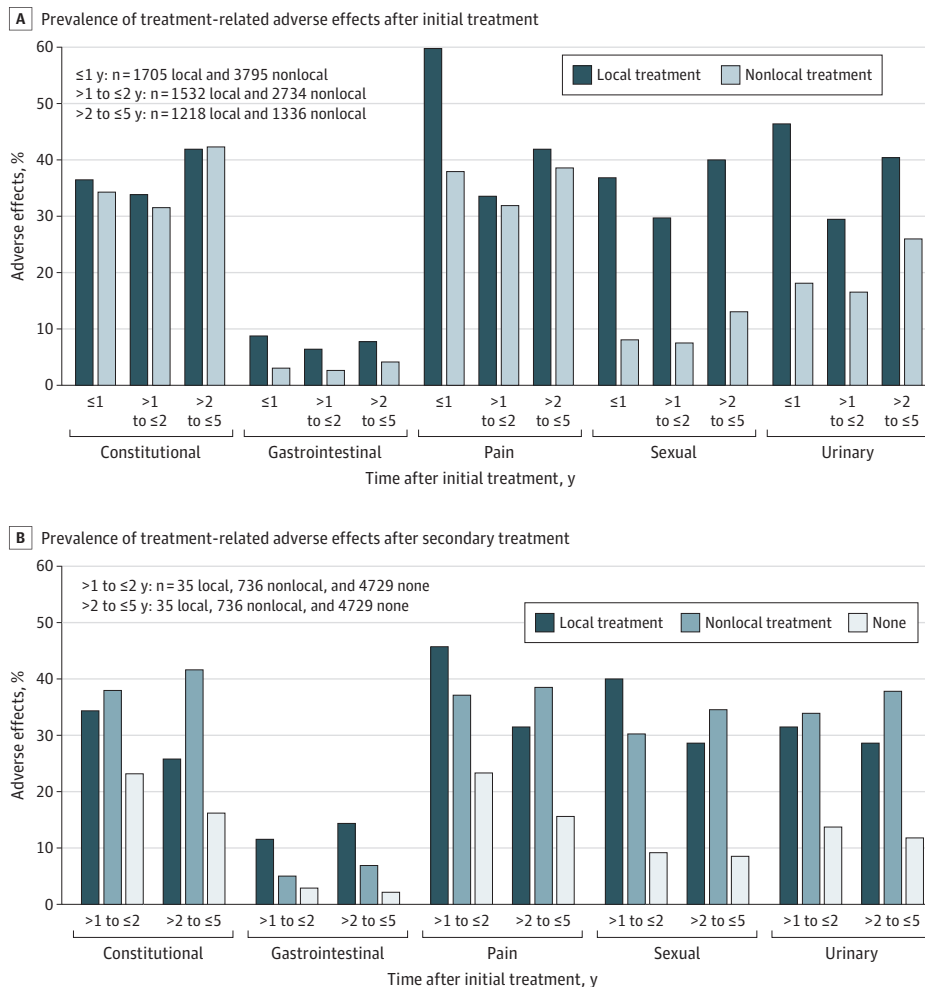 A Prevalence of treatment-related adverse effects after initial treatment
60
50
40
30
20
10
0
Adverse effects, %
≤1 y: n=1705 local and 3795 nonlocal
>1 to ≤2 y: n=1532 local and 2734 nonlocal
>2 to ≤5 y: n=1218 local and 1336 nonlocal
Local treatment Nonlocal treatment
≤1 >1 to ≤2 >2 to ≤5 ≤1 >1 to ≤2 >2 to ≤5 ≤1 >1 to ≤2 >2 to ≤5 ≤1 >1 to ≤2 >2 to ≤5 ≤1 >1 to ≤2 >2 to ≤5
Constitutional Gastrointestinal Pain Sexual Urinary
Time after initial treatment, y
B Prevalence of treatment-related adverse effects after secondary treatment
60
50
40
30
20
10
0
Adverse effects, %
>1 to ≤2 y: n=35 local, 736 nonlocal, and 4729 none
>2 to ≤5 y: 35 local, 736 nonlocal, and 4729 none
Local treatment Nonlocal treatment None
>1 to ≤2 >2 to ≤5 >1 to ≤2 >2 to ≤5 >1 to ≤2 >2 to ≤5 >1 to ≤2 >2 to ≤5 >1 to ≤2 >2 to ≤5
Constitutional Gastrointestinal Pain Sexual Urinary
Time after initial treatment, y